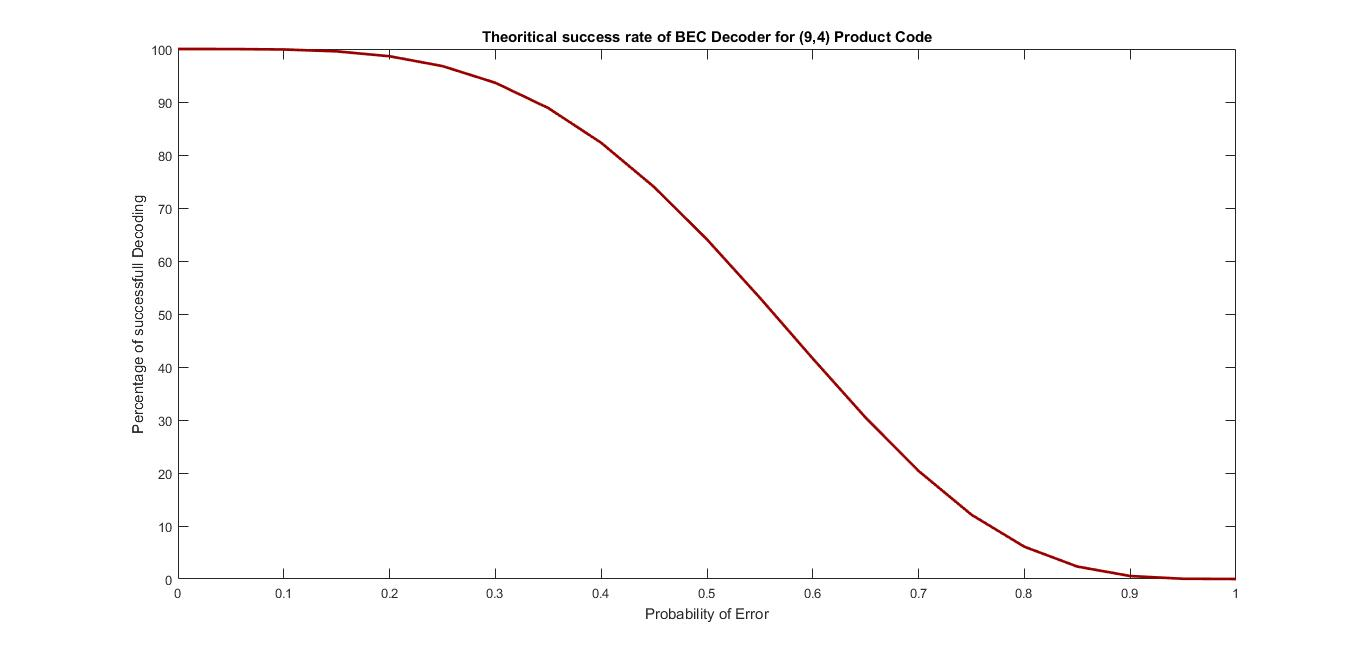 Theoritical success rate of BEC Decoder for (9,4) Product Code
Percentage of successfull Decoding
100
90
80
70
60
50
40
30
20
10
0
0 0.1 0.2 0.3 0.4 0.5 0.6 0.7 0.8 0.9 1
Probability of Error